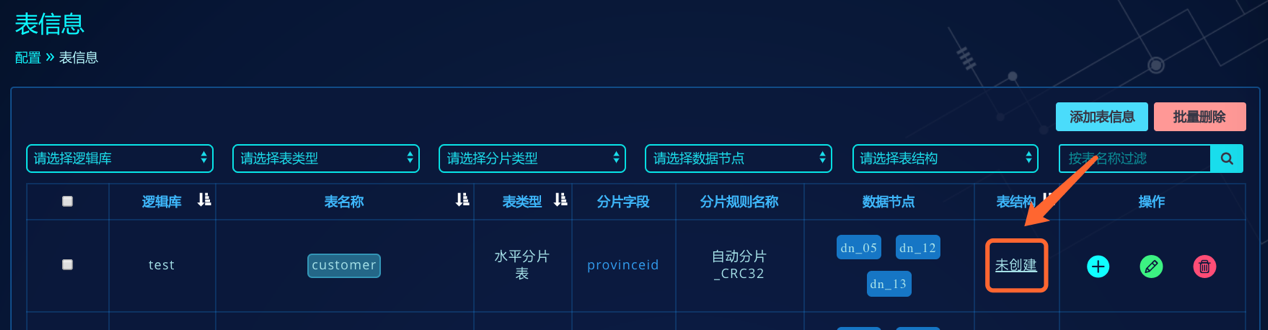 表信息
配置 » 表信息
添加表信息 批量删除
请选择逻辑库 请选择表类型 请选择分片类型 请选择数据节点 请选择表结构 按表名称过滤
逻辑库 表名称 表类型 分片字段 分片规则名称 数据节点 表结构 操作
test customer 水平分片表 provinceid 自动分片_CRC32 dn_05 dn_12 dn_13 未创建